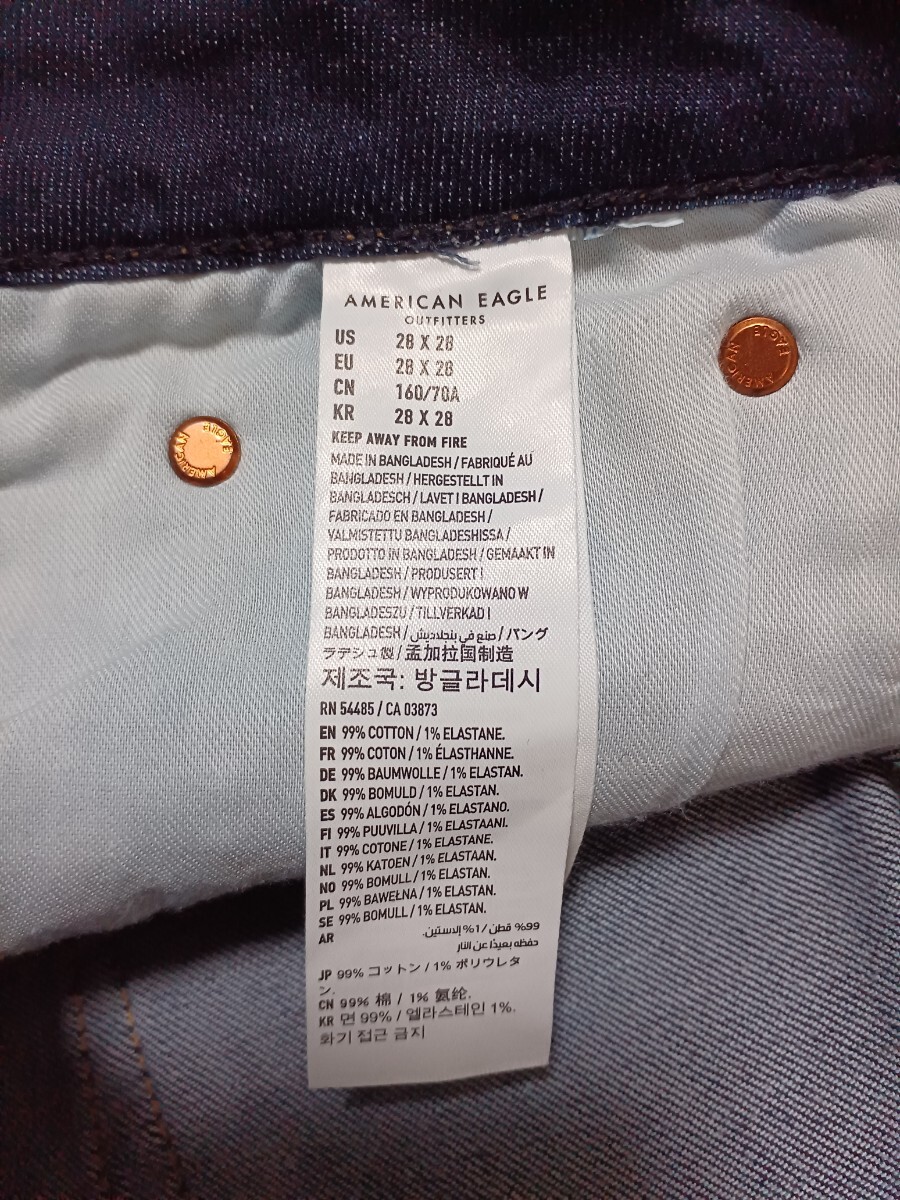 AMERICAN EAGLE
OUTFITTERS
US 28 X 28
EU 28 X 28
CN 160/70A
KR 28 X 28
KEEP AWAY FROM FIRE
MADE IN BANGLADESH / FABRIQUÉ AU
BANGLADESH / HERGESTELLT IN
BANGLADESCH / LAVET I BANGLADESH /
FABRICADO EN BANGLADESH /
VALMISTETTU BANGLADESHISSA /
PRODOTTO IN BANGLADESH / GEMAAKT IN
BANGLADESH / PRODUSERT I
BANGLADESH / WYPRODUKOWANO W
BANGLADESZU / TILLVERKAD I
BANGLADESH / صنع في بنجلاديش / バング
ラデシュ製 / 孟加拉国制造
제조국: 방글라데시
RN 54485 / CA 03873
EN 99% COTTON / 1% ELASTANE.
FR 99% COTON / 1% ÉLASTHANNE.
DE 99% BAUMWOLLE / 1% ELASTAN.
DK 99% BOMULD / 1% ELASTAN.
ES 99% ALGODÓN / 1% ELASTANO.
FI 99% PUUVILLA / 1% ELASTAANI.
IT 99% COTONE / 1% ELASTANE.
NL 99% KATOEN / 1% ELASTAAN.
NO 99% BOMULL / 1% ELASTAN.
PL 99% BAWEŁNA / 1% ELASTAN.
SE 99% BOMULL / 1% ELASTAN.
AR 99% قطن / 1% إلاستين.
حفظه بعيدًا عن النار
JP 99% コットン / 1% ポリウレタ
ン.
CN 99% 棉 / 1% 氨纶.
KR 면 99% / 엘라스테인 1%.
화기 접근 금지
AMERICAN EAGLE
AMERICAN EAGLE